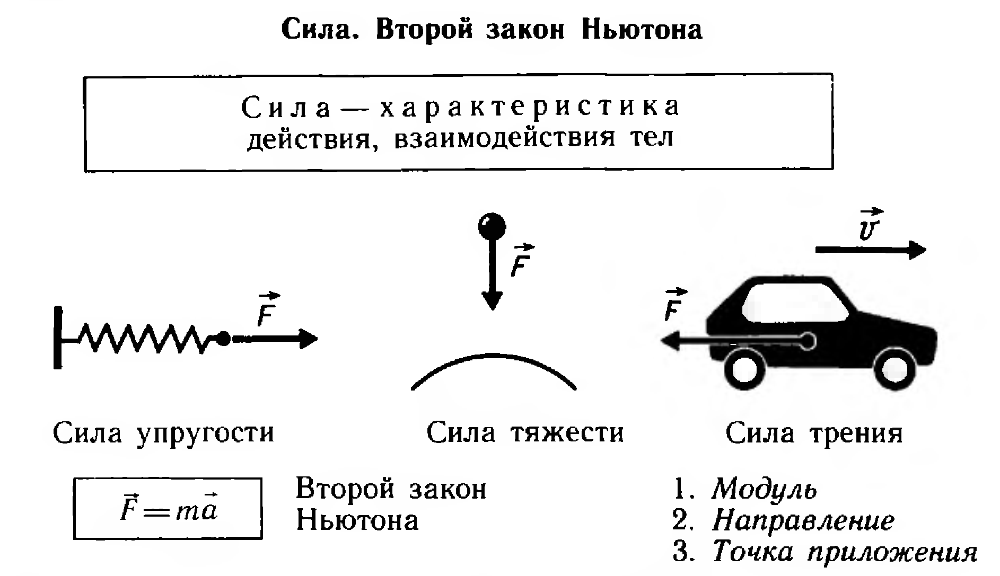 Сила. Второй закон Ньютона
Сила — характеристика
действия, взаимодействия тел
F⃗
F⃗
v⃗
F⃗
Сила упругости
Сила тяжести
Сила трения
F⃗=ma⃗
Второй закон
Ньютона
1. Модуль
2. Направление
3. Точка приложения